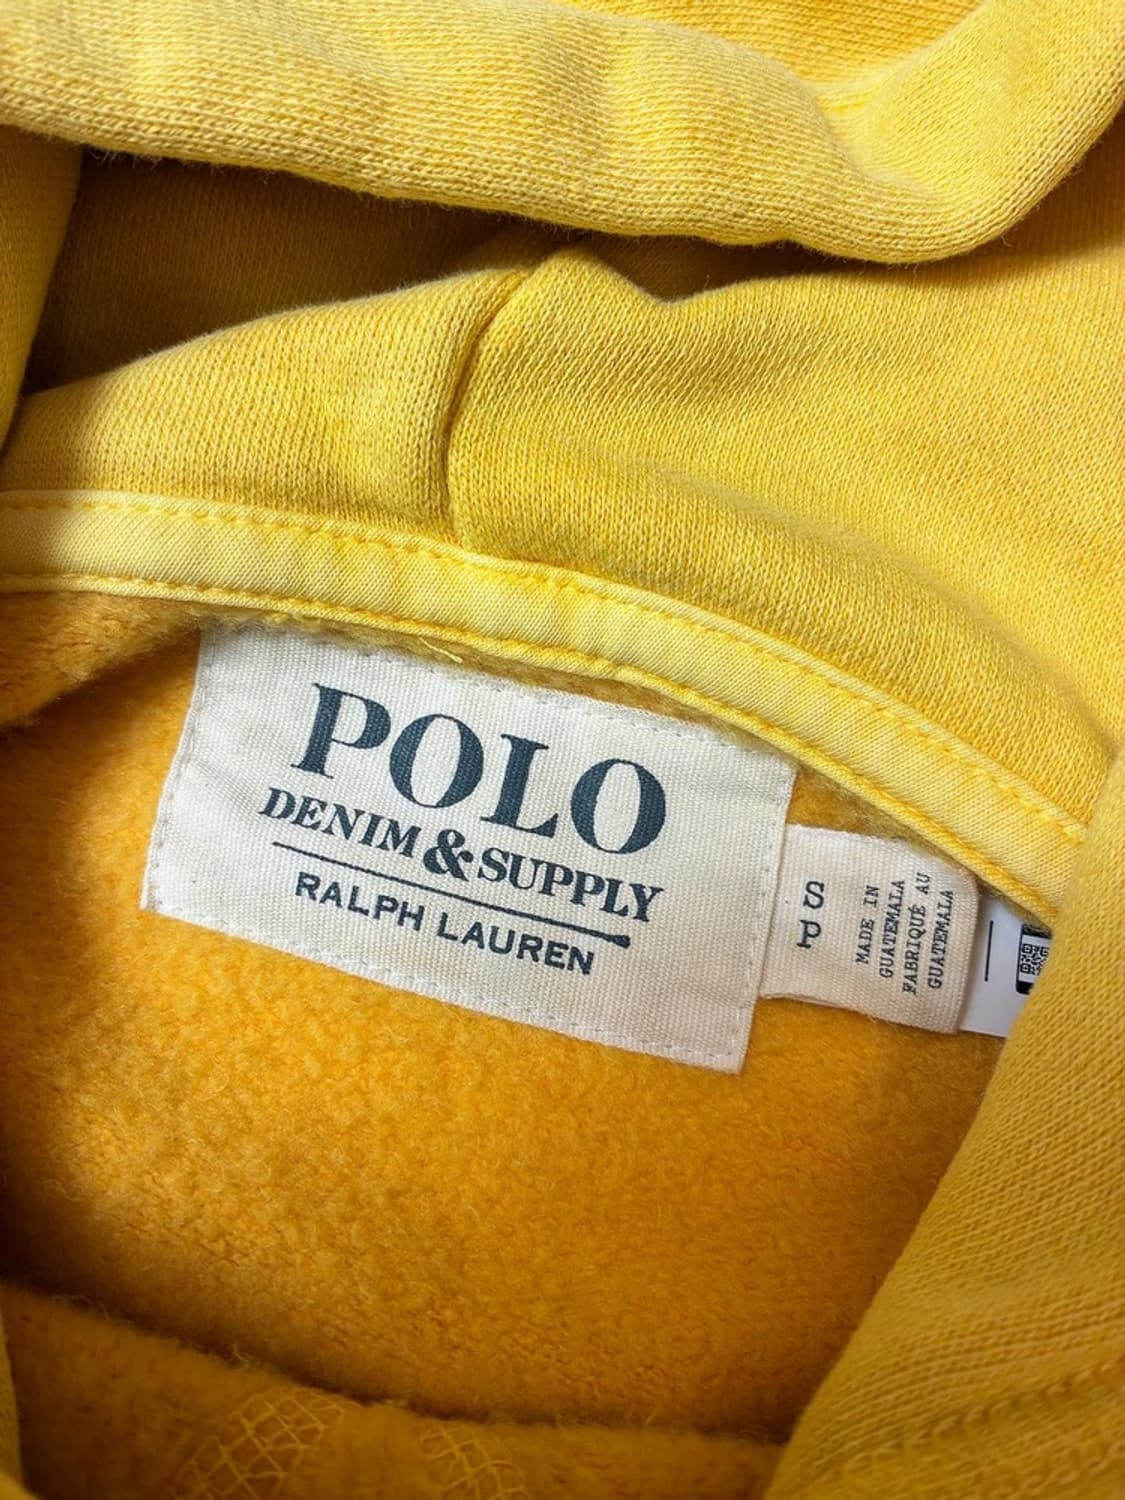 POLO
DENIM & SUPPLY
RALPH LAUREN
S
P
MADE IN
GUATEMALA
FABRIQUÉ AU
GUATEMALA